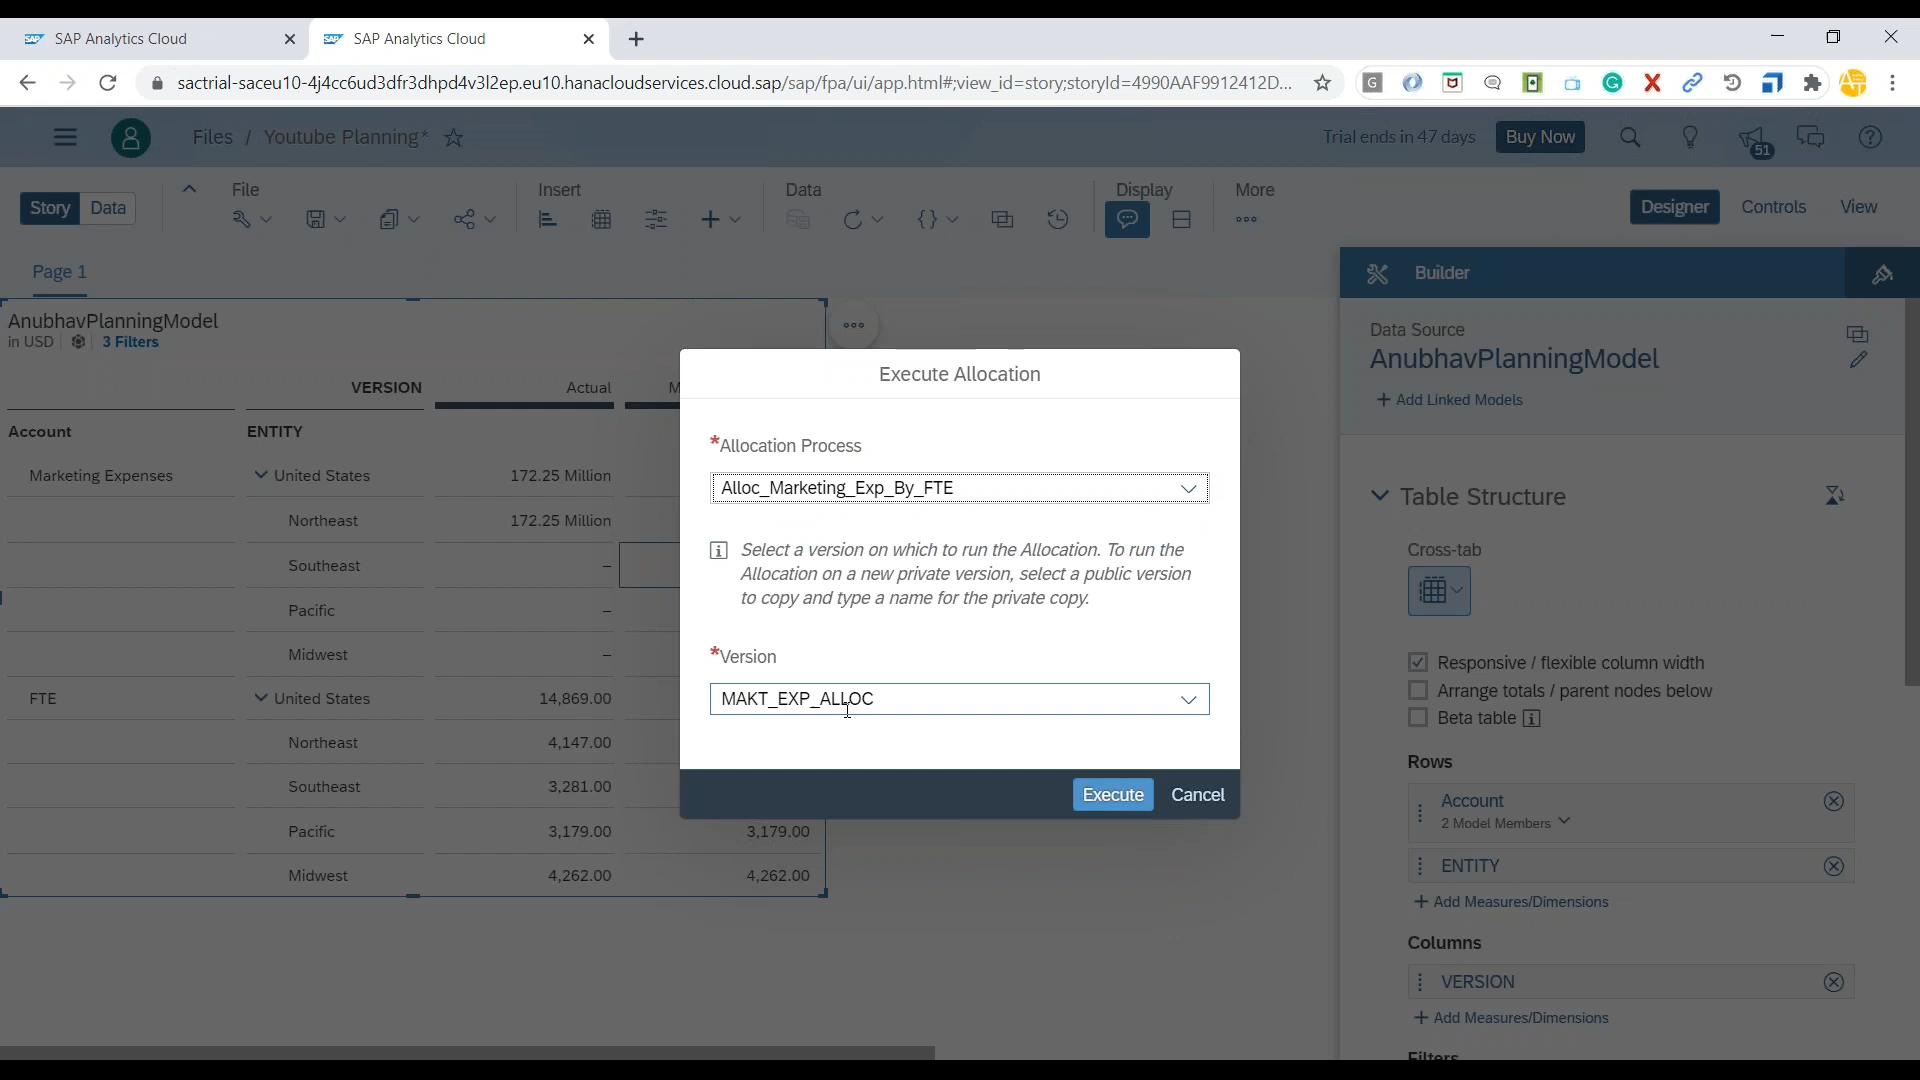 SAP Analytics Cloud
SAP Analytics Cloud
sactrial-saceu10-4j4cc6ud3dfr3dhpd4v3l2ep.eu10.hanacloudservices.cloud.sap/sap/fpa/ui/app.html#;view_id=story;storyId=4990AAF9912412D...
Files / Youtube Planning*
Trial ends in 47 days
Buy Now
51
Story
Data
File
Insert
Data
Display
More
Designer
Controls
View
Page 1
Builder
AnubhavPlanningModel
in USD
3 Filters
VERSION
Actual
M
Account
ENTITY
Marketing Expenses
United States
172.25 Million
Northeast
172.25 Million
Southeast
–
Pacific
–
Midwest
–
FTE
United States
14,869.00
Northeast
4,147.00
Southeast
3,281.00
Pacific
3,179.00
3,179.00
Midwest
4,262.00
4,262.00
Execute Allocation
*Allocation Process
Alloc_Marketing_Exp_By_FTE
Select a version on which to run the Allocation. To run the
Allocation on a new private version, select a public version
to copy and type a name for the private copy.
*Version
MAKT_EXP_ALLOC
Execute
Cancel
Data Source
AnubhavPlanningModel
+ Add Linked Models
Table Structure
Cross-tab
Responsive / flexible column width
Arrange totals / parent nodes below
Beta table
Rows
Account
2 Model Members
ENTITY
+ Add Measures/Dimensions
Columns
VERSION
+ Add Measures/Dimensions
Filters